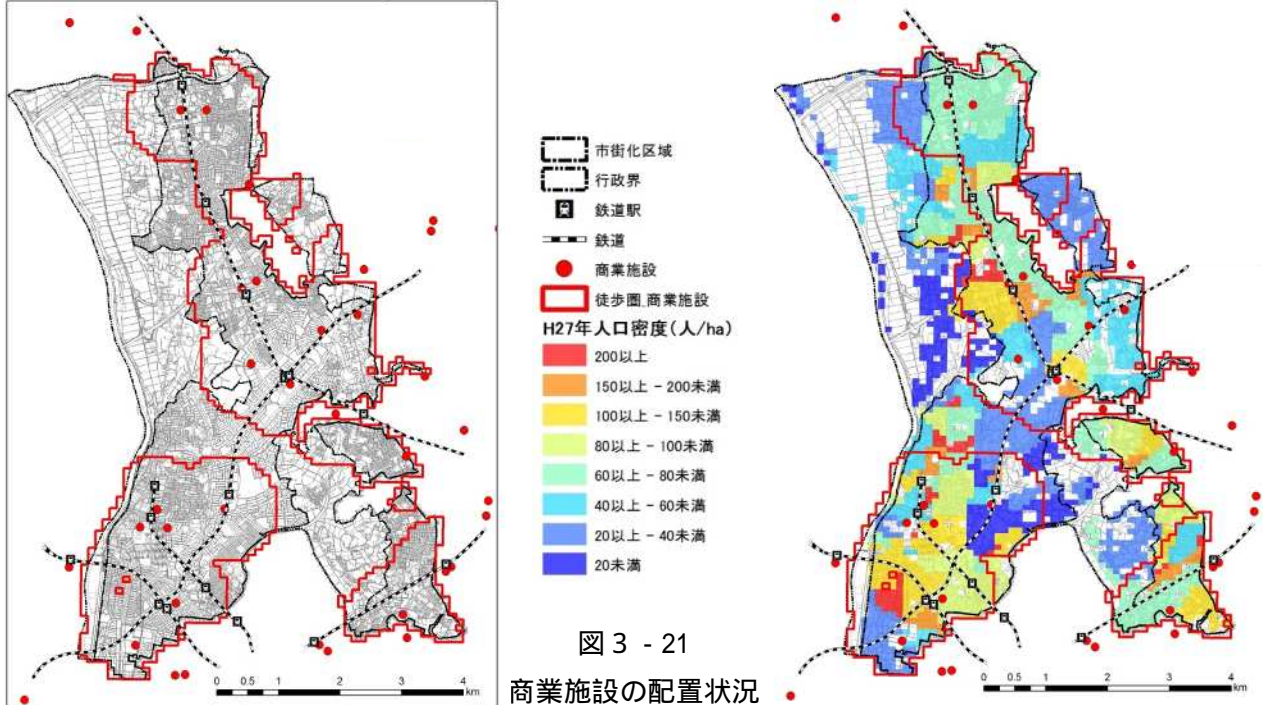 市街化区域
行政界
鉄道駅
鉄道
商業施設
徒歩圏_商業施設
H27年人口密度(人/ha)
200以上
150以上 - 200未満
100以上 - 150未満
80以上 - 100未満
60以上 - 80未満
40以上 - 60未満
20以上 - 40未満
20未満
0 0.5 1 2 3 4
km
0 0.5 1 2 3 4
km
図3 - 21
商業施設の配置状況